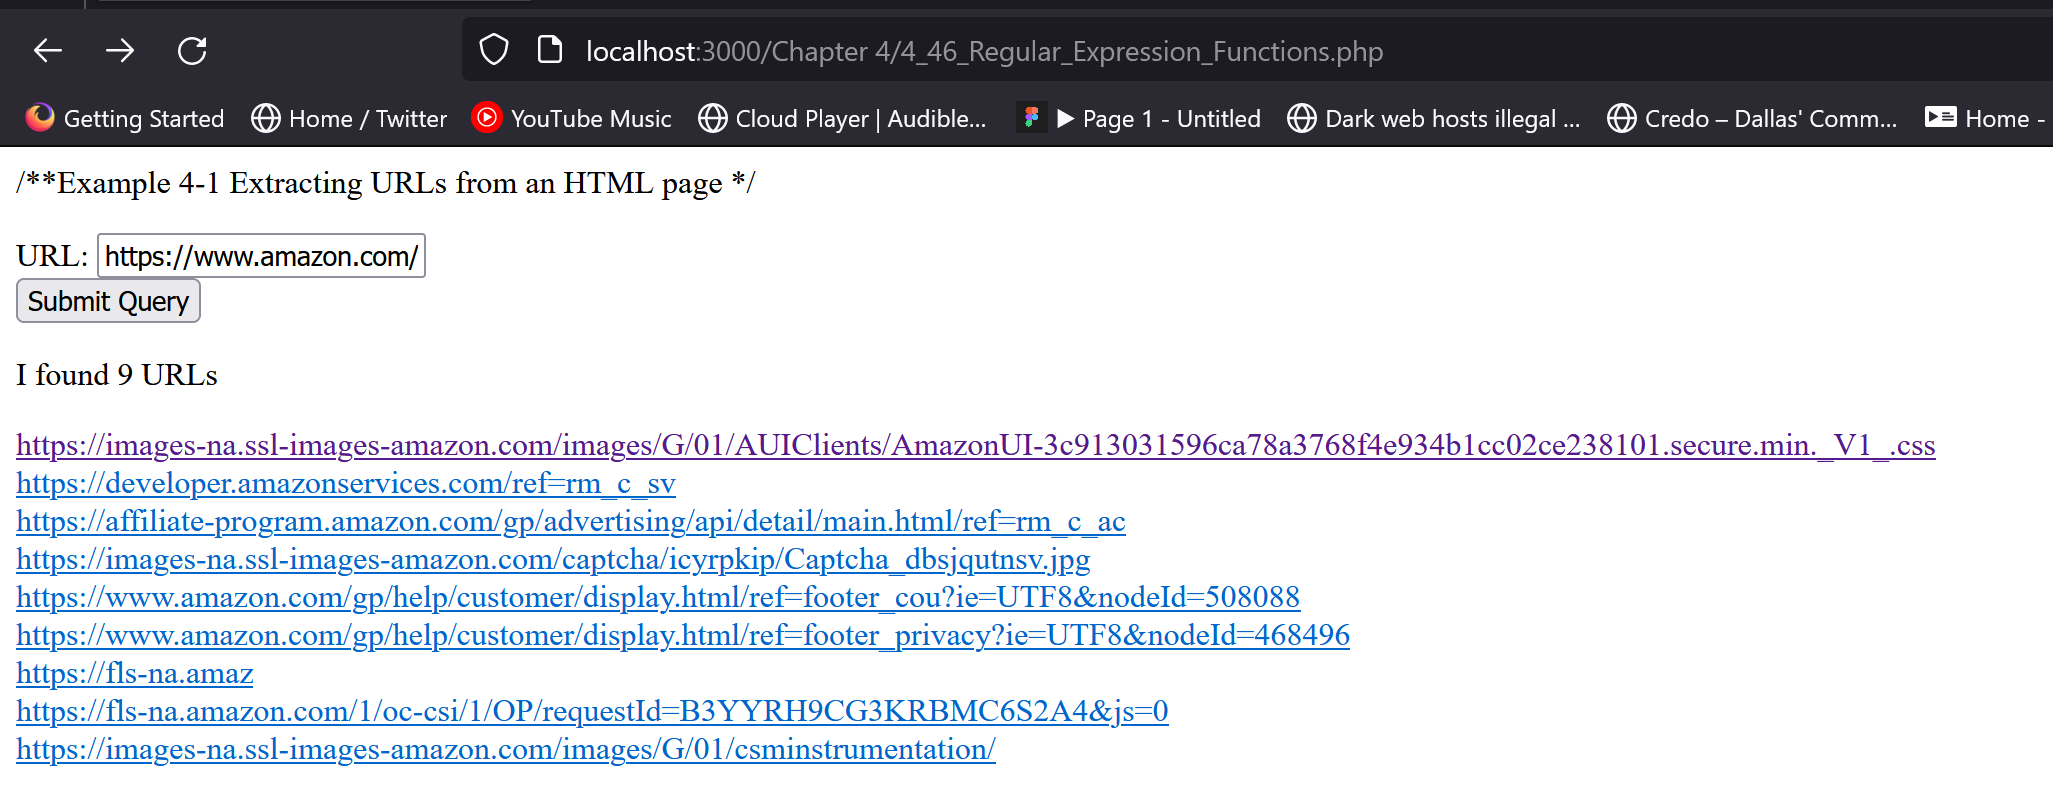 localhost:3000/Chapter 4/4_46_Regular_Expression_Functions.php
Getting Started Home / Twitter YouTube Music Cloud Player | Audible... ▶ Page 1 - Untitled Dark web hosts illegal ... Credo – Dallas' Comm... Home -
/**Example 4-1 Extracting URLs from an HTML page */
URL: https://www.amazon.com/
Submit Query
I found 9 URLs
https://images-na.ssl-images-amazon.com/images/G/01/AUIClients/AmazonUI-3c913031596ca78a3768f4e934b1cc02ce238101.secure.min._V1_.css
https://developer.amazonservices.com/ref=rm_c_sv
https://affiliate-program.amazon.com/gp/advertising/api/detail/main.html/ref=rm_c_ac
https://images-na.ssl-images-amazon.com/captcha/icyrpkip/Captcha_dbsjqutnsv.jpg
https://www.amazon.com/gp/help/customer/display.html/ref=footer_cou?ie=UTF8&nodeId=508088
https://www.amazon.com/gp/help/customer/display.html/ref=footer_privacy?ie=UTF8&nodeId=468496
https://fls-na.amaz
https://fls-na.amazon.com/1/oc-csi/1/OP/requestId=B3YYRH9CG3KRBMC6S2A4&js=0
https://images-na.ssl-images-amazon.com/images/G/01/csminstrumentation/